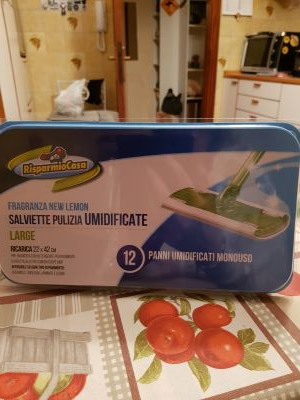 RisparmioCasa
FRAGRANZA NEW LEMON
SALVIETTE PULIZIA UMIDIFICATE
LARGE
RICARICA 22 x 42 cm
12 PANNI UMIDIFICATI MONOUSO